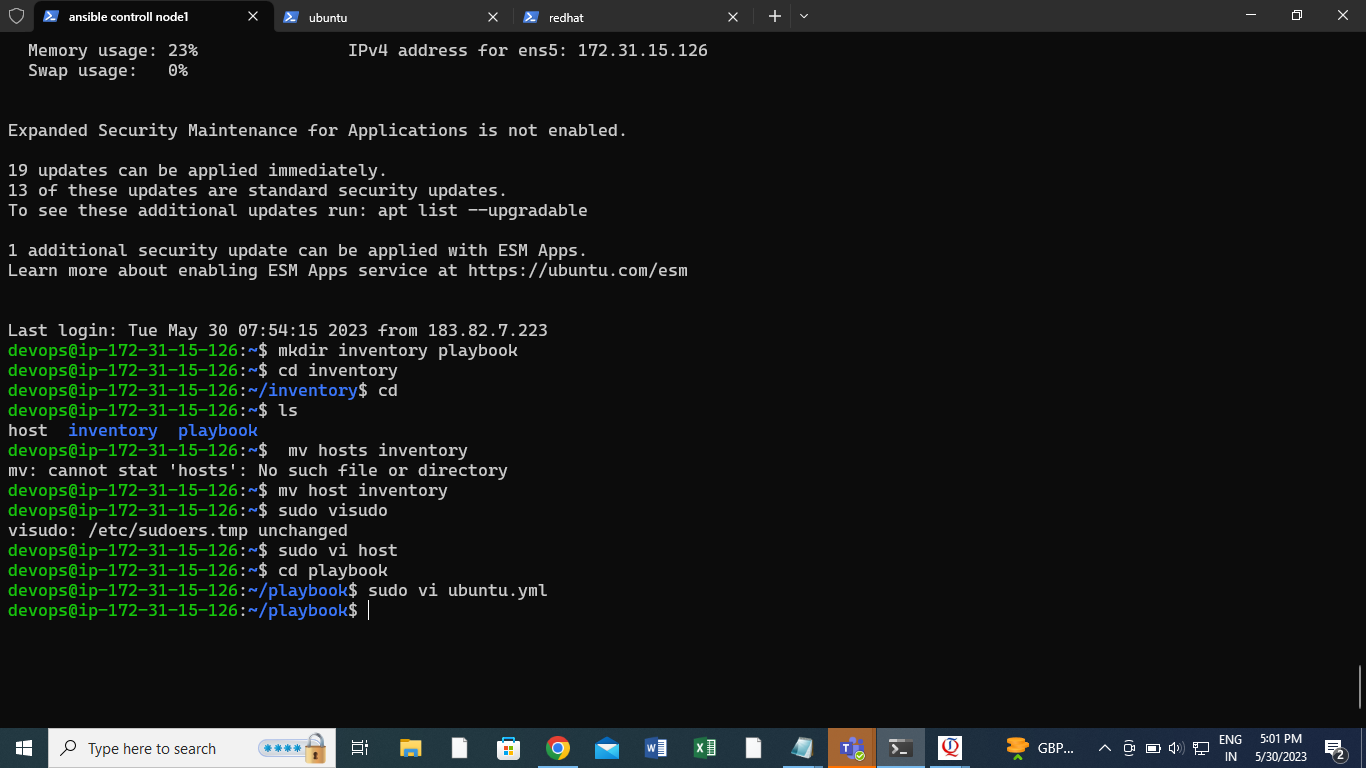 ansible controll node1
ubuntu
redhat
Memory usage: 23% IPv4 address for ens5: 172.31.15.126
Swap usage: 0%
Expanded Security Maintenance for Applications is not enabled.
19 updates can be applied immediately.
13 of these updates are standard security updates.
To see these additional updates run: apt list --upgradable
1 additional security update can be applied with ESM Apps.
Learn more about enabling ESM Apps service at https://ubuntu.com/esm
Last login: Tue May 30 07:54:15 2023 from 183.82.7.223
devops@ip-172-31-15-126:~$ mkdir inventory playbook
devops@ip-172-31-15-126:~$ cd inventory
devops@ip-172-31-15-126:~/inventory$ cd
devops@ip-172-31-15-126:~$ ls
host inventory playbook
devops@ip-172-31-15-126:~$  mv hosts inventory
mv: cannot stat 'hosts': No such file or directory
devops@ip-172-31-15-126:~$ mv host inventory
devops@ip-172-31-15-126:~$ sudo visudo
visudo: /etc/sudoers.tmp unchanged
devops@ip-172-31-15-126:~$ sudo vi host
devops@ip-172-31-15-126:~$ cd playbook
devops@ip-172-31-15-126:~/playbook$ sudo vi ubuntu.yml
devops@ip-172-31-15-126:~/playbook$
Type here to search
GBP...
ENG
IN
5:01 PM
5/30/2023
2